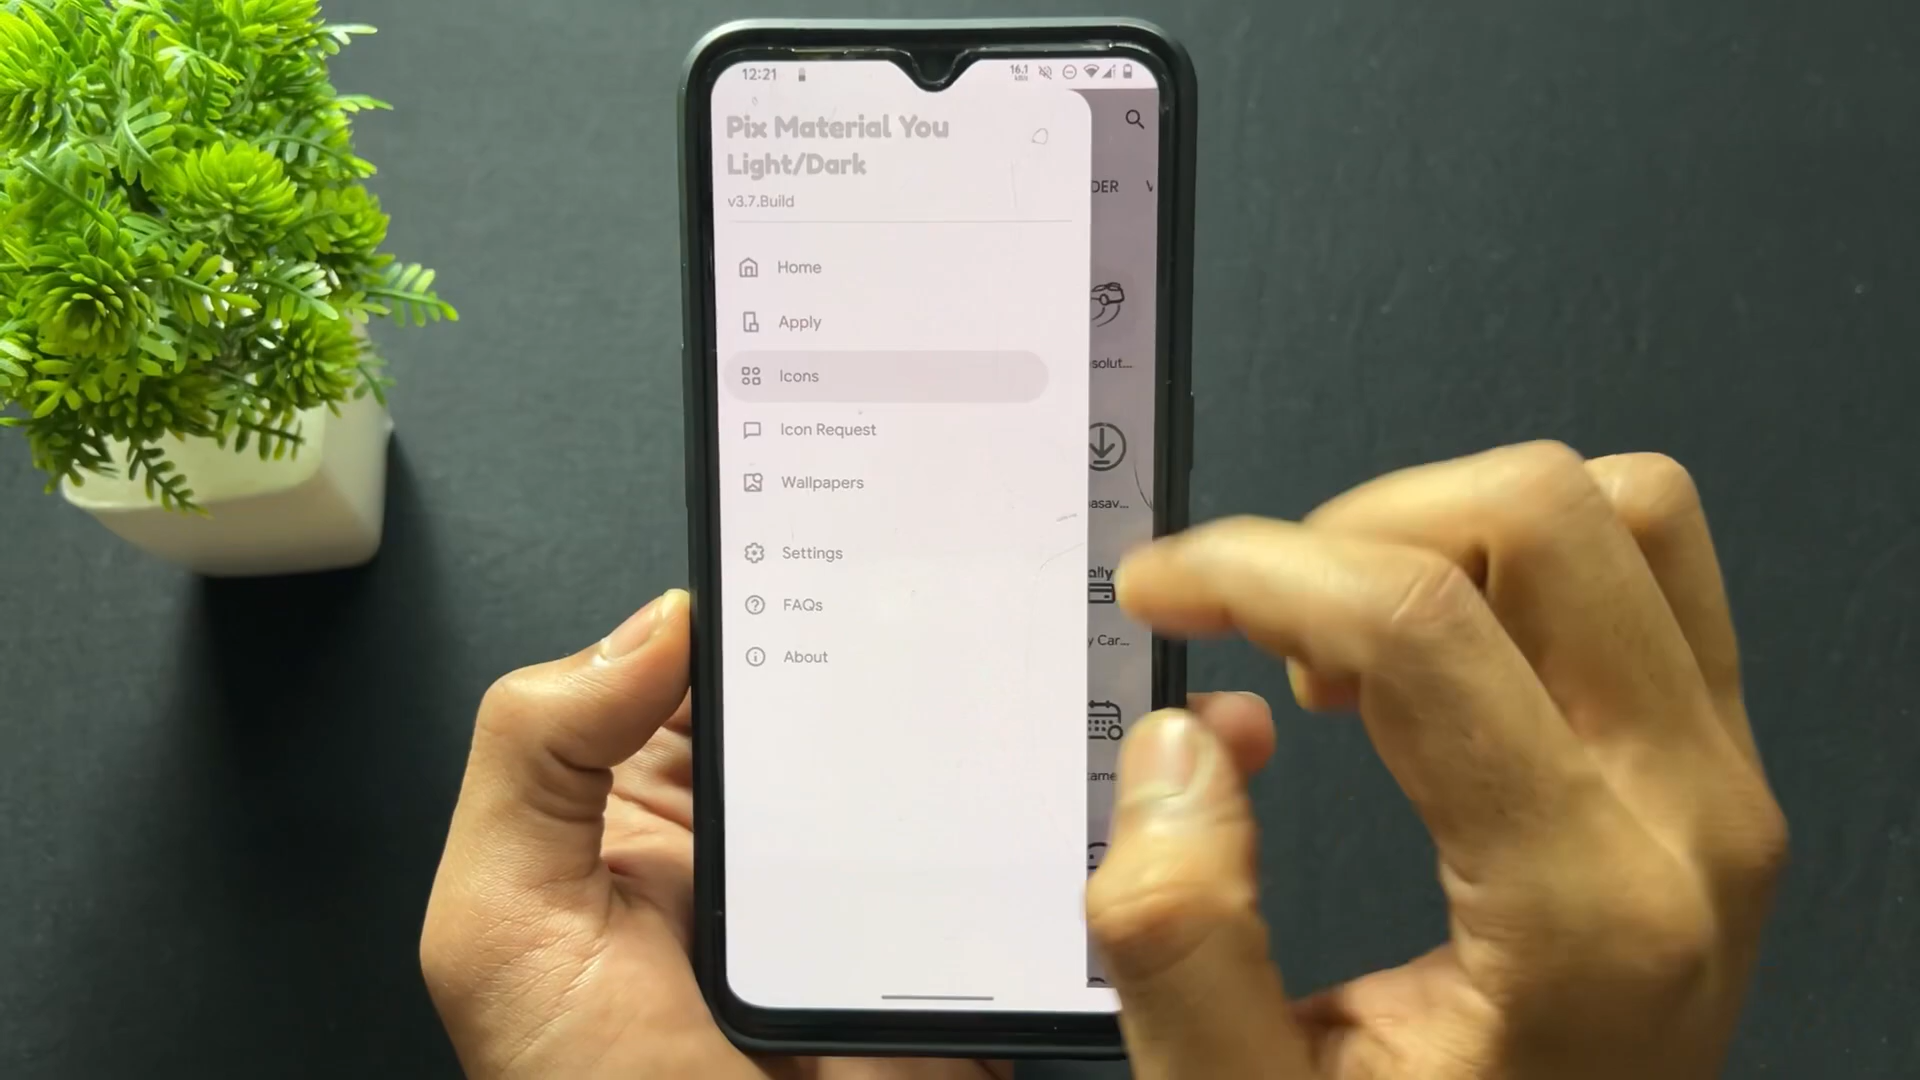 12:21
16.1
Pix Material You
Light/Dark
v3.7.Build
DER
Home
Apply
solut...
Icons
Icon Request
Wallpapers
asav...
Settings
ally
FAQs
y Car...
About
ame